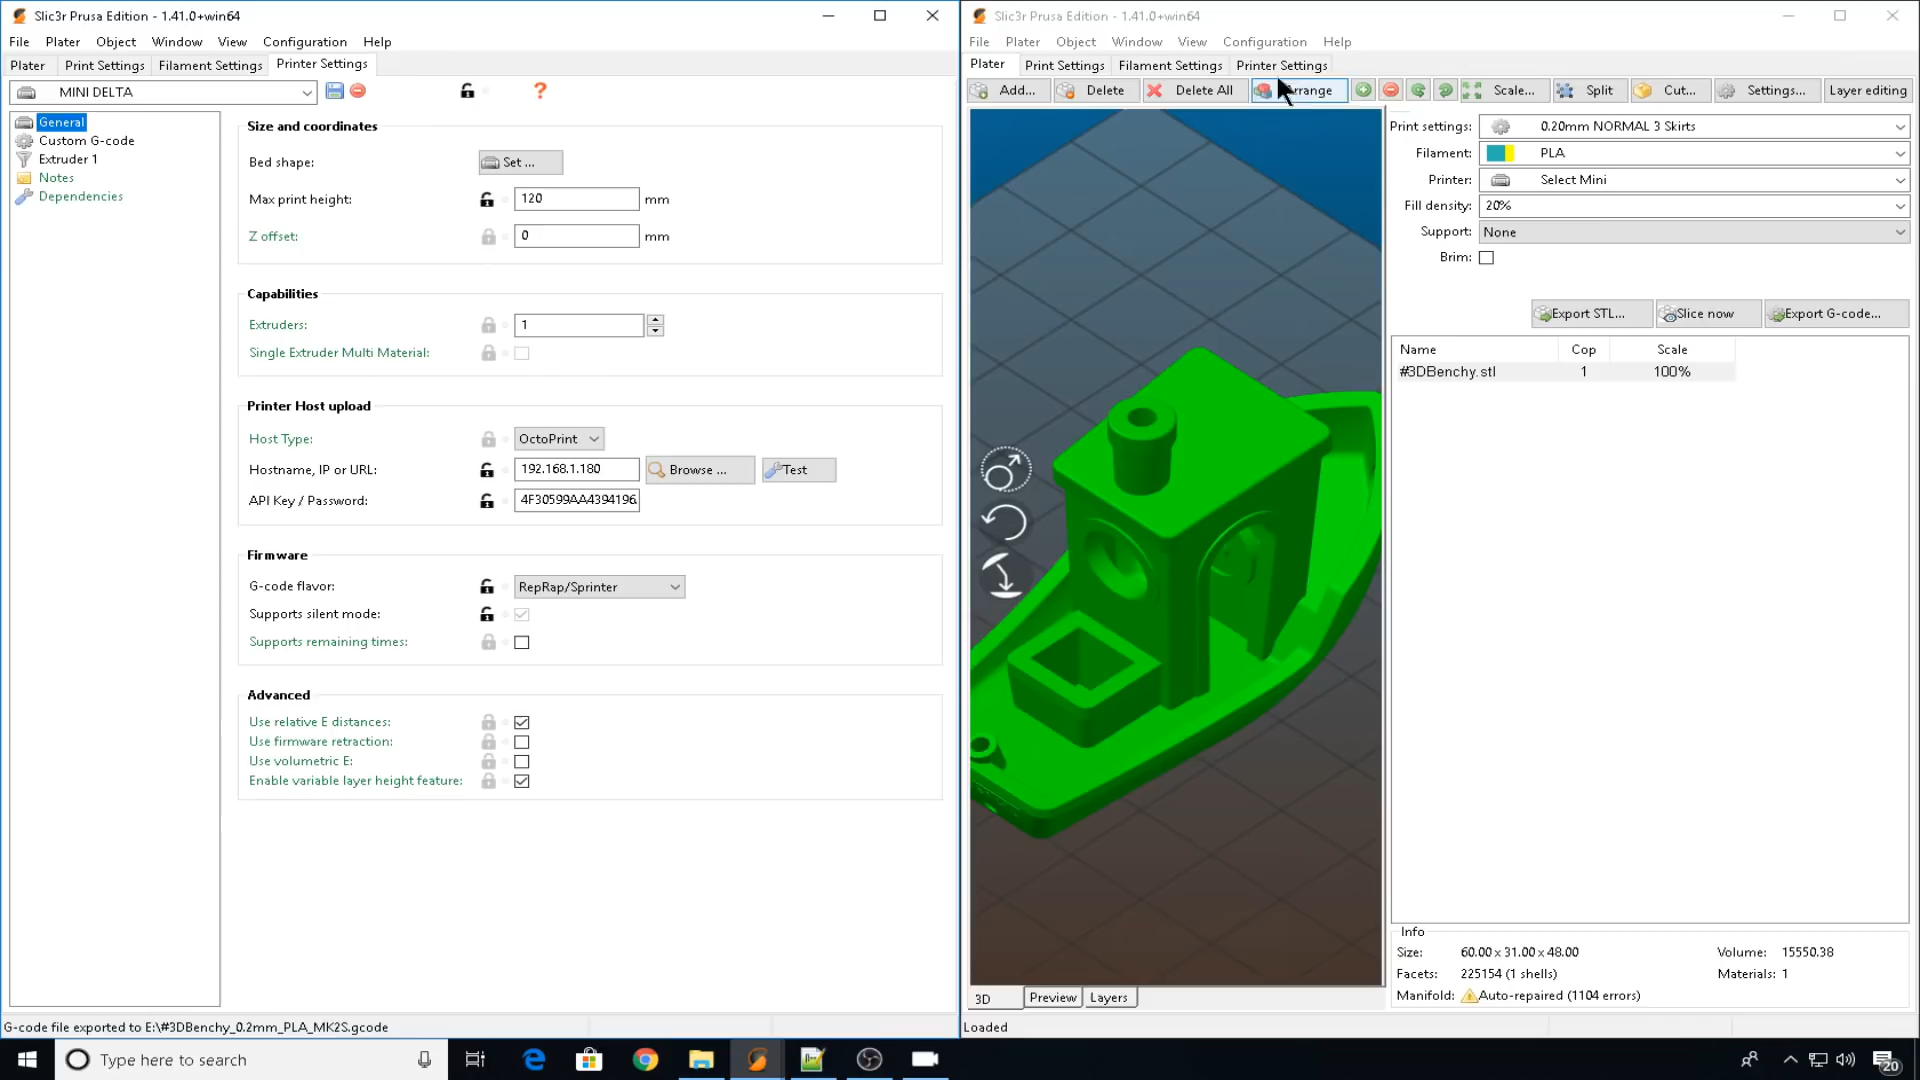 Slic3r Prusa Edition - 1.41.0+win64
File Plater Object Window View Configuration Help
Plater Print Settings Filament Settings Printer Settings
MINI DELTA
General
Custom G-code
Extruder 1
Notes
Dependencies
Size and coordinates
Bed shape: Set ...
Max print height: 120 mm
Z offset: 0 mm
Capabilities
Extruders: 1
Single Extruder Multi Material:
Printer Host upload
Host Type: OctoPrint
Hostname, IP or URL: 192.168.1.180 Browse ... Test
API Key / Password: 4F30599AA4394196
Firmware
G-code flavor: RepRap/Sprinter
Supports silent mode:
Supports remaining times:
Advanced
Use relative E distances:
Use firmware retraction:
Use volumetric E:
Enable variable layer height feature:
G-code file exported to E:\#3DBenchy_0.2mm_PLA_MK2S.gcode
Slic3r Prusa Edition - 1.41.0+win64
File Plater Object Window View Configuration Help
Plater Print Settings Filament Settings Printer Settings
Add... Delete Delete All Scale... Split Cut... Settings... Layer editing
Print settings: 0.20mm NORMAL 3 Skirts
Filament: PLA
Printer: Select Mini
Fill density: 20%
Support: None
Brim:
Export STL... Slice now Export G-code...
Name Cop Scale
#3DBenchy.stl 1 100%
Info
Size: 60.00 x 31.00 x 48.00 Volume: 15550.38
Facets: 225154 (1 shells) Materials: 1
Manifold: Auto-repaired (1104 errors)
3D Preview Layers
Loaded
Type here to search
20